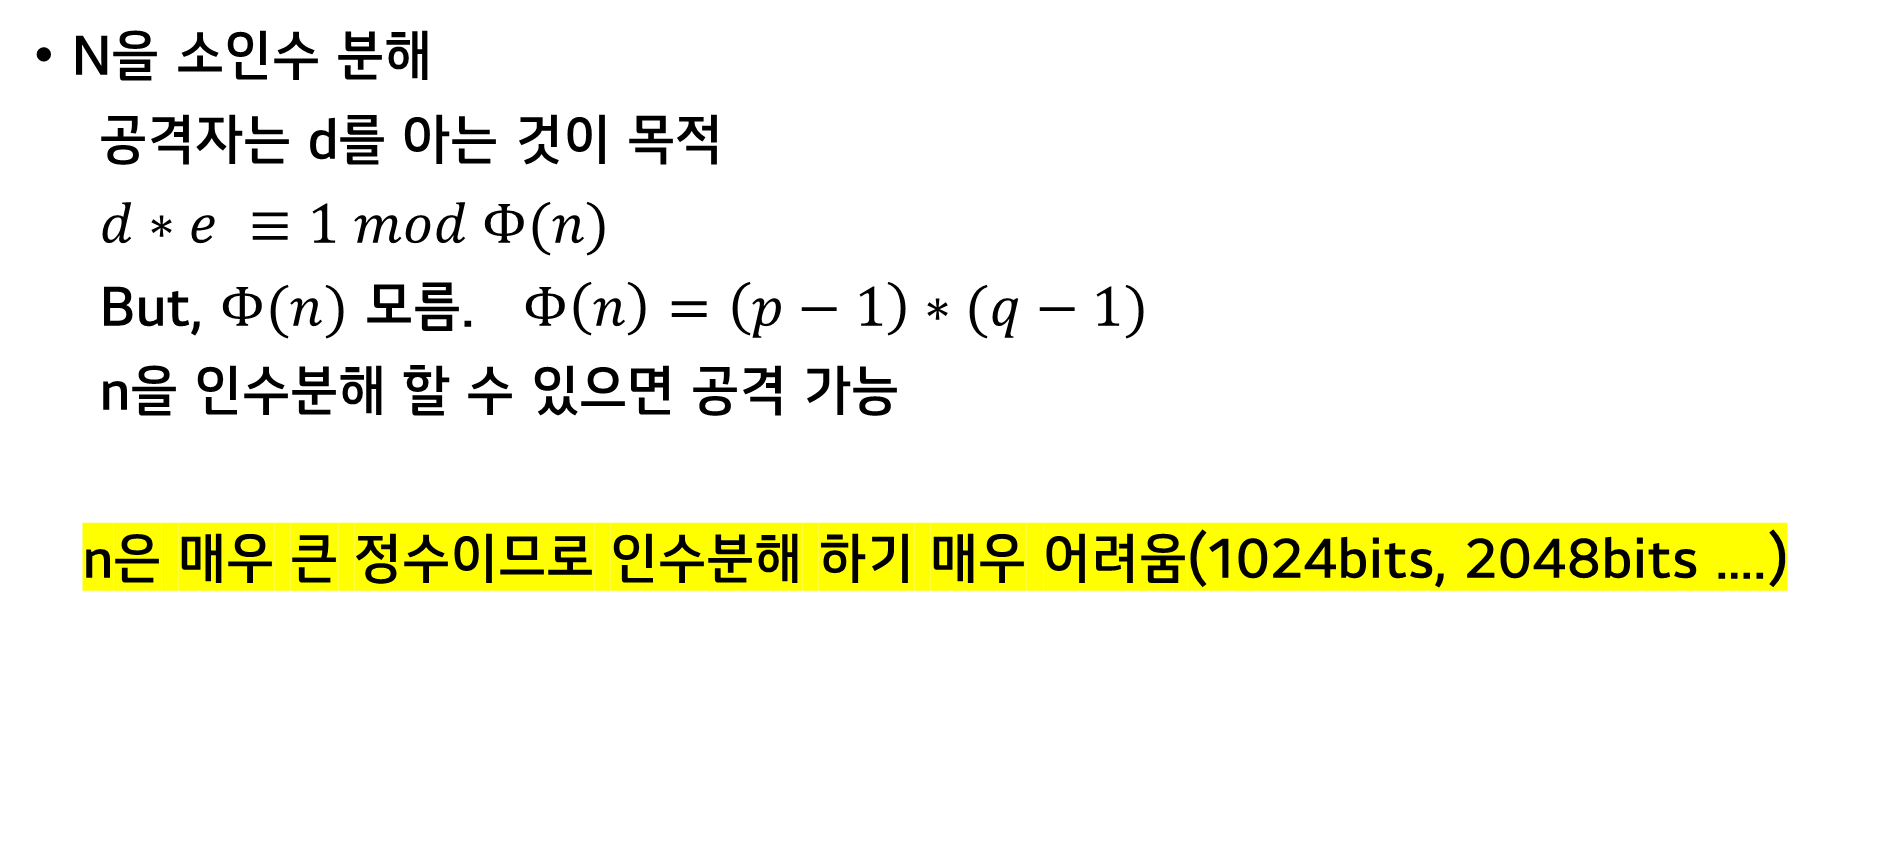 • N을 소인수 분해
공격자는 d를 아는 것이 목적
d * e ≡ 1 mod Φ(n)
But, Φ(n) 모름. Φ(n) = (p − 1) * (q − 1)
n을 인수분해 할 수 있으면 공격 가능
n은 매우 큰 정수이므로 인수분해 하기 매우 어려움(1024bits, 2048bits ....)